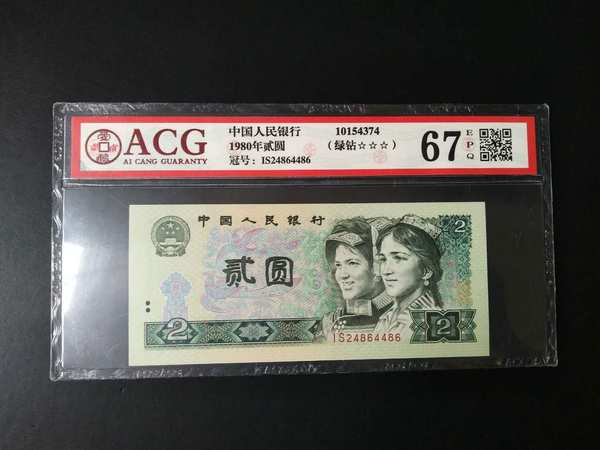 ACG
AI CANG GUARANTY
中国人民银行 10154374
1980年贰圆 (绿钻☆☆☆)
冠号: IS24864486
67
EPQ
中国人民银行
贰圆
2
2
2
IS24864486